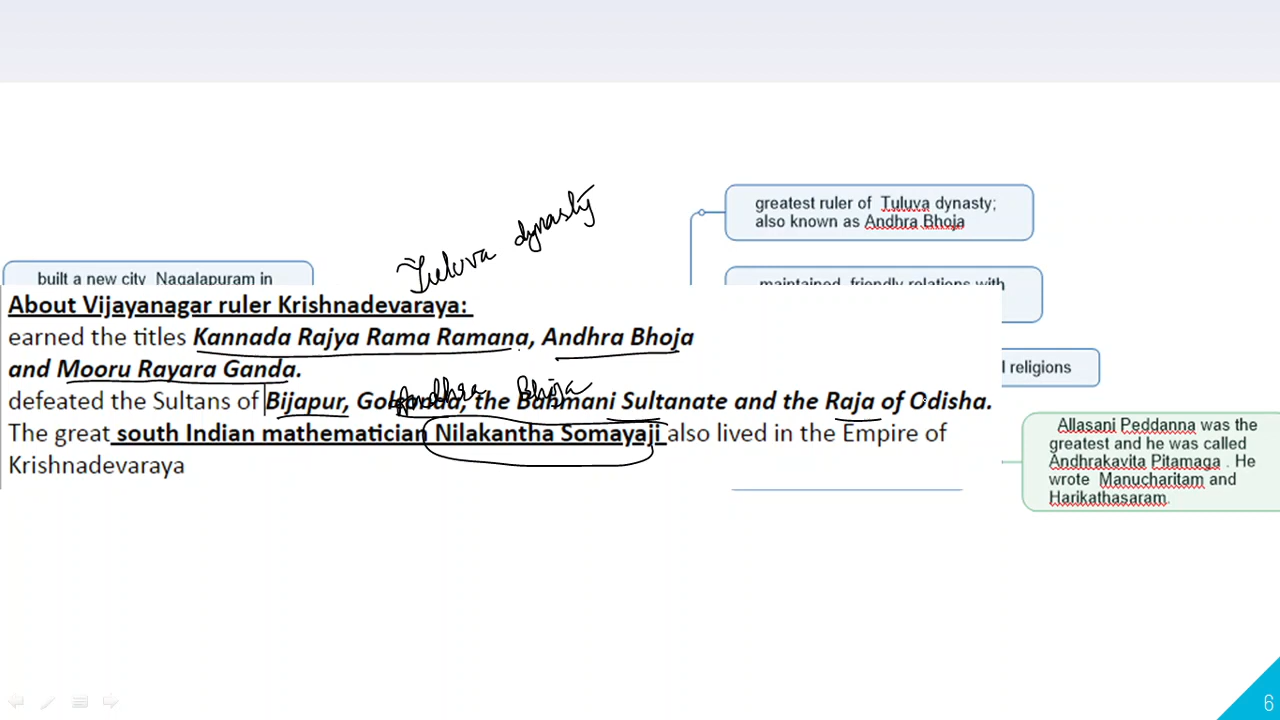 Tuluva dynasty
greatest ruler of Tuluva dynasty;
also known as Andhra Bhoja
built a new city Nagalapuram in
maintained friendly relations with
About Vijayanagar ruler Krishnadevaraya:
earned the titles Kannada Rajya Rama Ramana, Andhra Bhoja
and Mooru Rayara Ganda.
religions
Andhra Bhoja
defeated the Sultans of Bijapur, Golkonda, the Bahmani Sultanate and the Raja of Odisha.
The great south Indian mathematician Nilakantha Somayaji also lived in the Empire of
Krishnadevaraya
Allasani Peddanna was the
greatest and he was called
Andhrakavita Pitamaga . He
wrote Manucharitam and
Harikathasaram.
6